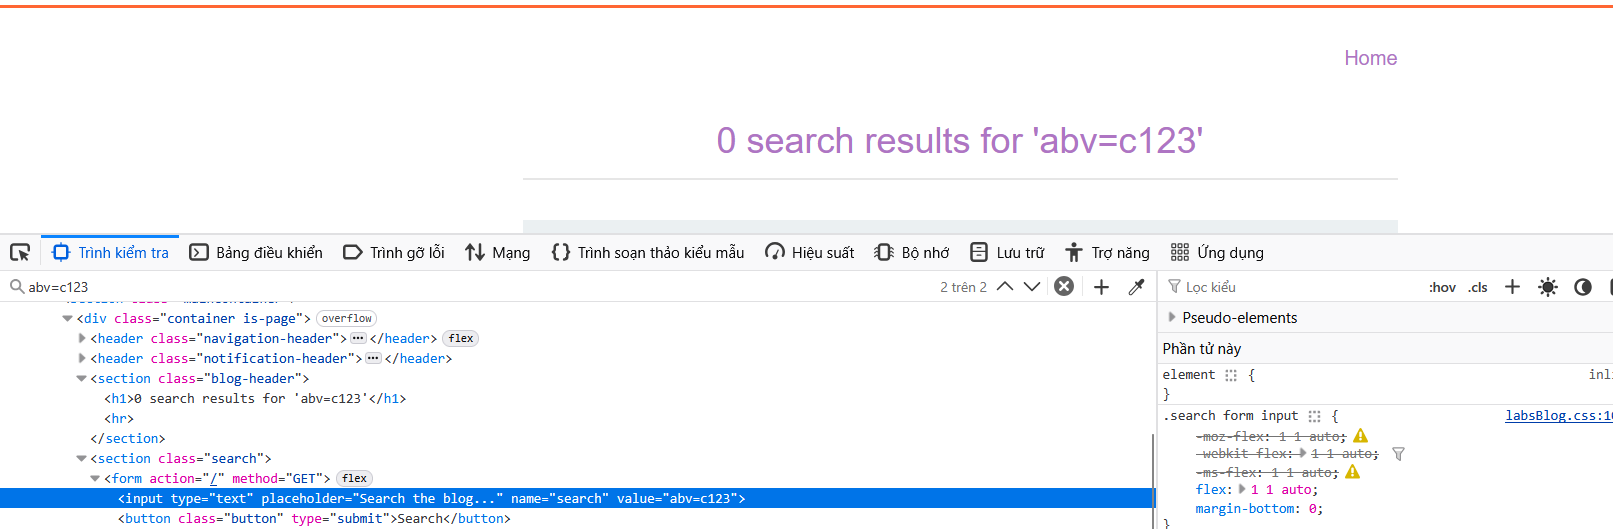 Home
0 search results for 'abv=c123'
Trình kiểm tra Bảng điều khiển Trình gỡ lỗi Mạng Trình soạn thảo kiểu mẫu Hiệu suất Bộ nhớ Lưu trữ Trợ năng Ứng dụng
abv=c123 2 trên 2
<div class="container is-page"> overflow
<header class="navigation-header"> ••• </header> flex
<header class="notification-header"> ••• </header>
<section class="blog-header">
<h1>0 search results for 'abv=c123'</h1>
<hr>
</section>
<section class="search">
<form action="/" method="GET"> flex
<input type="text" placeholder="Search the blog..." name="search" value="abv=c123">
<button class="button" type="submit">Search</button>
Lọc kiểu :hov .cls
Pseudo-elements
Phần tử này
element {
}
.search form input {
-moz-flex: 1 1 auto;
-webkit-flex: 1 1 auto;
-ms-flex: 1 1 auto;
flex: 1 1 auto;
margin-bottom: 0;
}